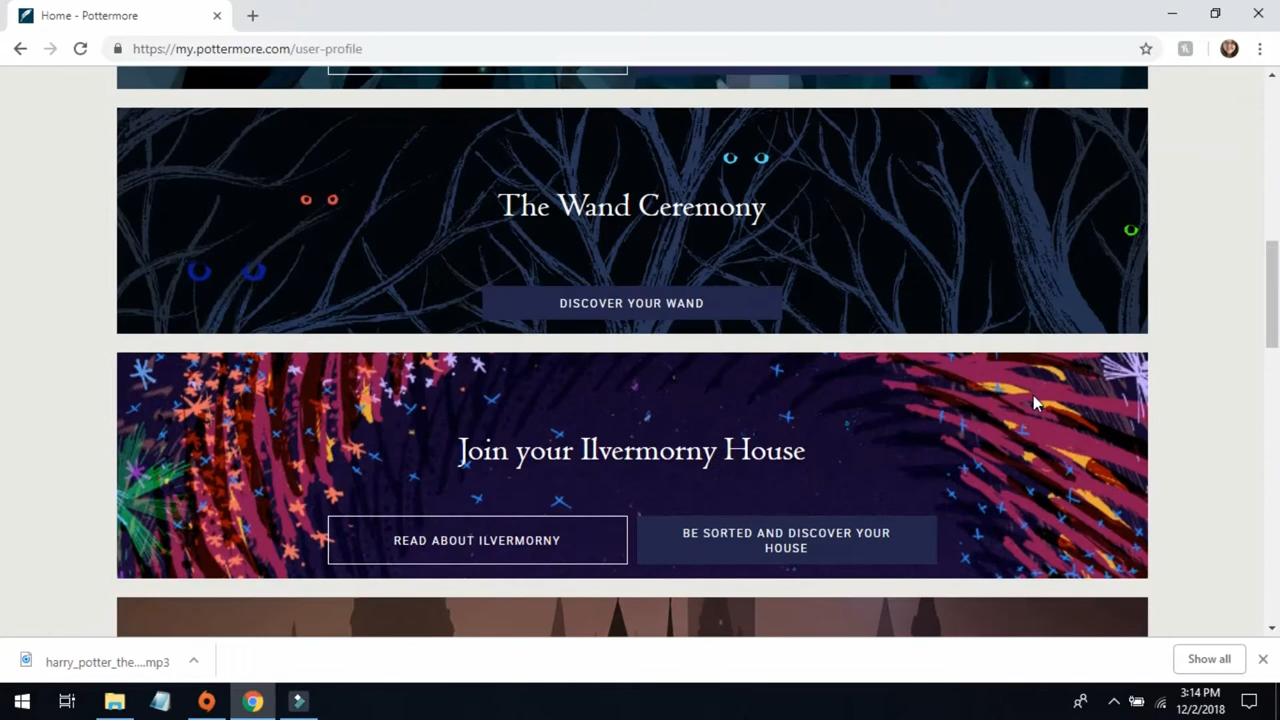 Home - Pottermore
https://my.pottermore.com/user-profile
The Wand Ceremony
DISCOVER YOUR WAND
Join your Ilvermorny House
READ ABOUT ILVERMORNY
BE SORTED AND DISCOVER YOUR
HOUSE
harry_potter_the....mp3
Show all
3:14 PM
12/2/2018